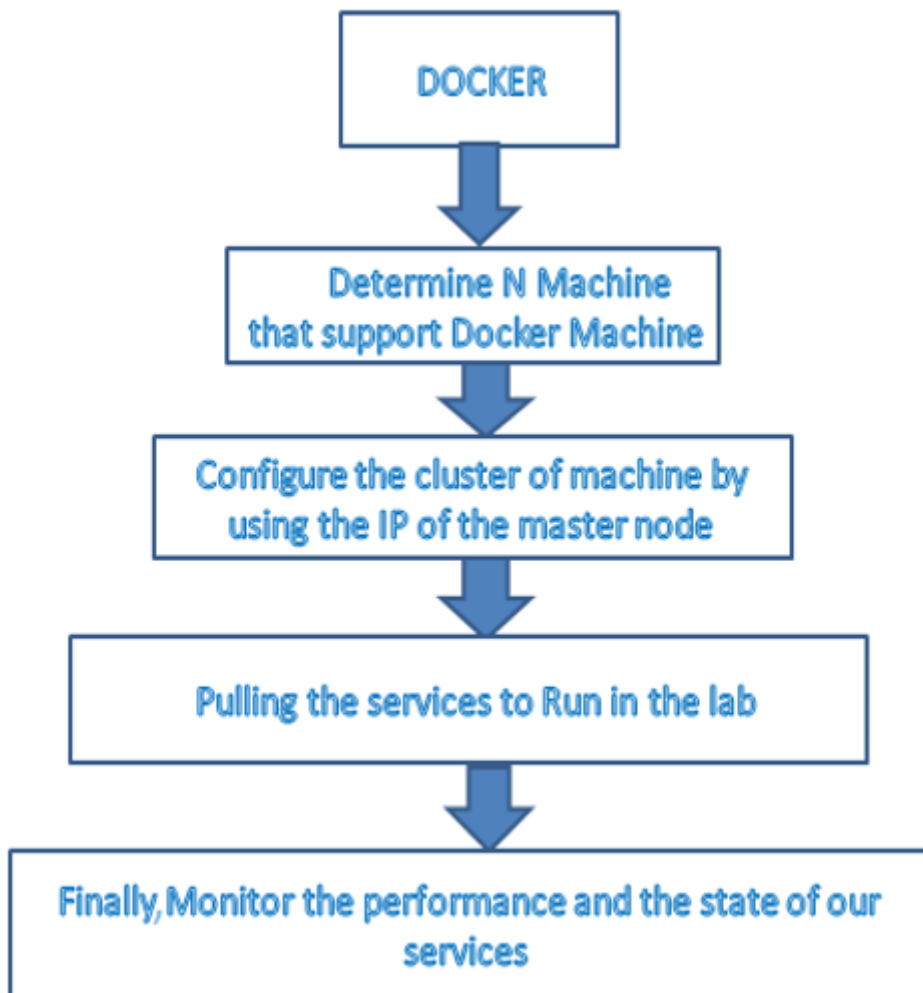 DOCKER
Determine N Machine
that support Docker Machine
Configure the cluster of machine by
using the IP of the master node
Pulling the services to Run in the lab
Finally,Monitor the performance and the state of our
services